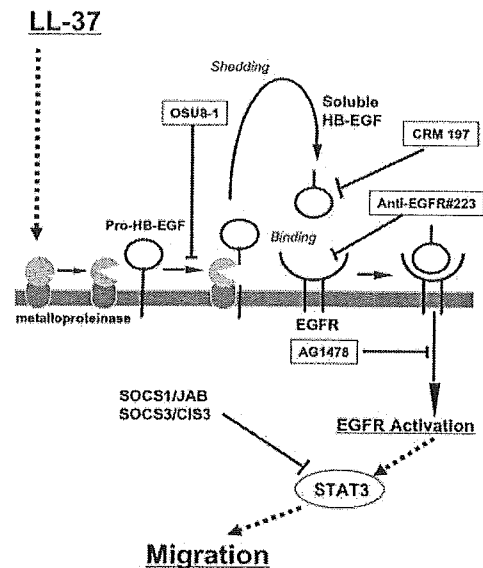 LL-37
Shedding
OSU8-1
Soluble
HB-EGF
CRM 197
Anti-EGFR#223
Pro-HB-EGF
Binding
metalloproteinase
EGFR
AG1478
SOCS1/JAB
SOCS3/CIS3
EGFR Activation
STAT3
Migration